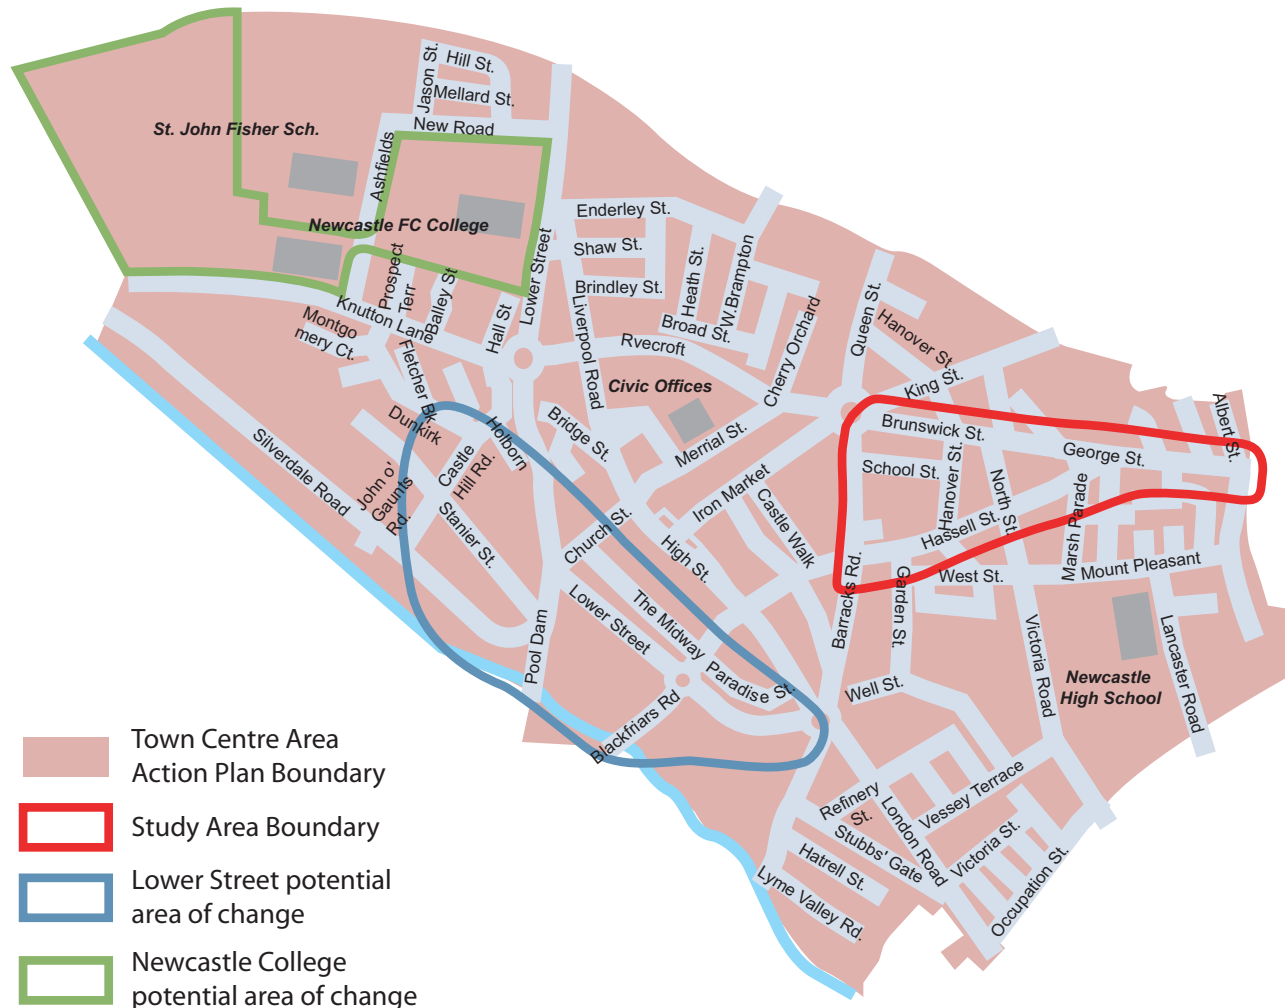 Hill St.
Jason St.
Mellard St.
New Road
St. John Fisher Sch.
Ashfields
Newcastle FC College
Enderley St.
Shaw St.
Brindley St.
Heath St.
W.Brampton
Broad St.
Lower Street
Liverpool Road
Prospect
Terr
Bailey St
Knutton Lane
Hall St
Montgo
mery Ct.
Fletcher Bk.
Rvecroft
Cherry Orchard
Queen St.
Hanover St.
King St.
Civic Offices
Merrial St.
Bridge St.
Dunkirk
Holborn
Castle
Hill Rd.
John o'
Gaunts
Rd.
Silverdale Road
Stanier St.
Iron Market
Castle Walk
Church St.
High St.
Brunswick St.
School St.
Hanover St.
North St.
George St.
Albert St.
Hassell St.
Marsh Parade
Mount Pleasant
West St.
Barracks Rd.
Garden St.
Lower Street
The Midway
Pool Dam
Paradise St.
Blackfriars Rd
Well St.
Victoria Road
Newcastle
High School
Lancaster Road
Refinery
St.
Vessey Terrace
London Road
Stubbs' Gate
Victoria St.
Hatrell St.
Lyme Valley Rd.
Occupation St.
Town Centre Area
Action Plan Boundary
Study Area Boundary
Lower Street potential
area of change
Newcastle College
potential area of change